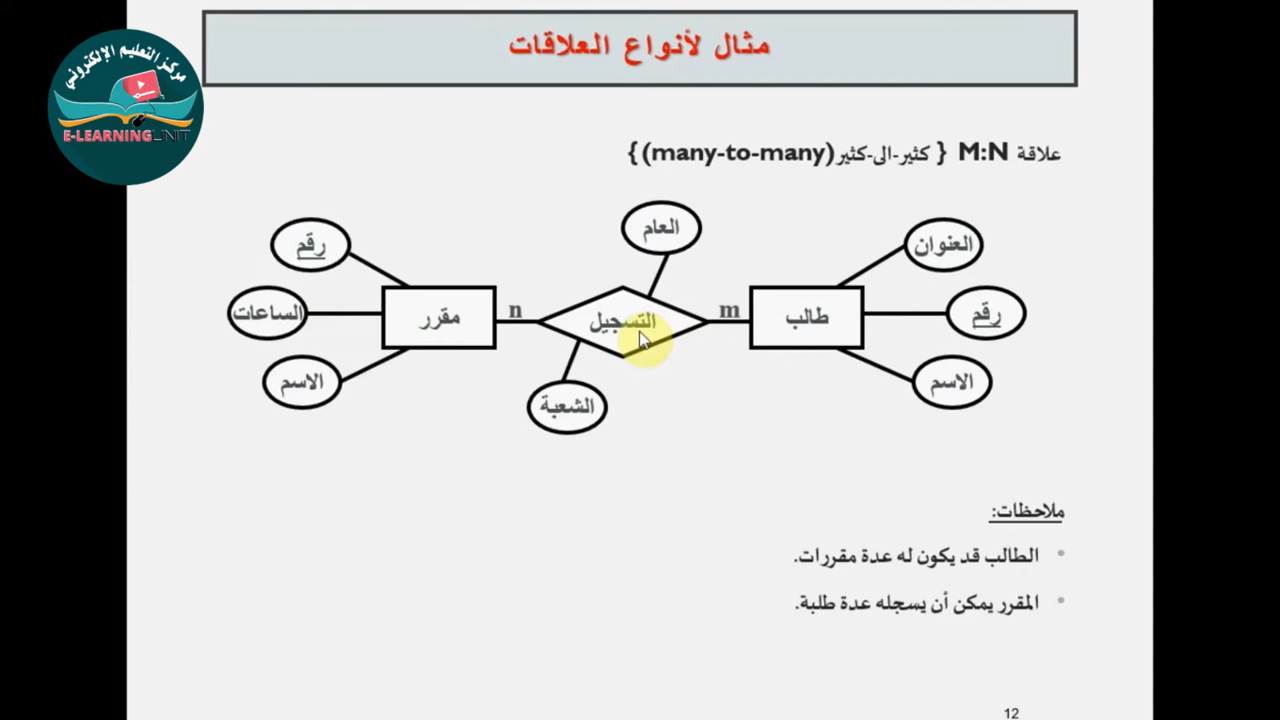 مثال لأنواع العلاقات
مركز التعليم الإلكتروني
E-LEARNING UNIT
علاقة M:N { كثير-الى-كثير(many-to-many)}
العام
رقم
العنوان
الساعات
مقرر
n
التسجيل
m
طالب
رقم
الاسم
الشعبة
الاسم
ملاحظات:
• الطالب قد يكون له عدة مقررات.
• المقرر يمكن أن يسجله عدة طلبة.
12